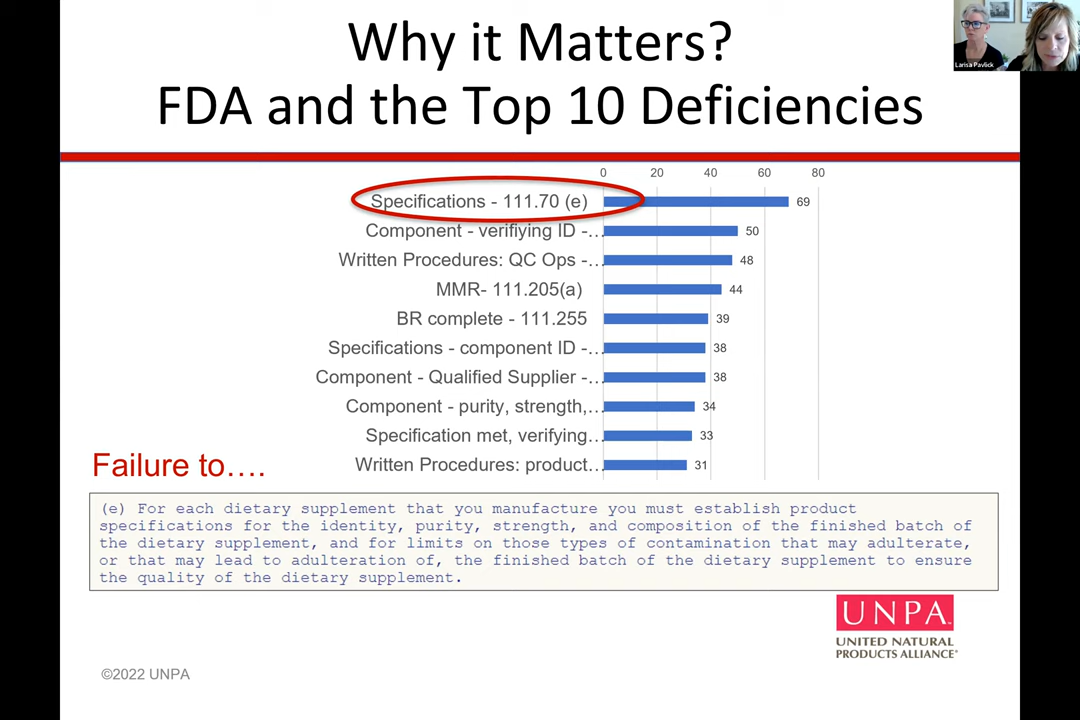 Why it Matters?
FDA and the Top 10 Deficiencies
Larisa Pavlick
0 20 40 60 80
Specifications - 111.70 (e) 69
Component - verifiying ID -... 50
Written Procedures: QC Ops -... 48
MMR- 111.205(a) 44
BR complete - 111.255 39
Specifications - component ID -... 38
Component - Qualified Supplier -... 38
Component - purity, strength,... 34
Specification met, verifying... 33
Written Procedures: product... 31
Failure to....
(e) For each dietary supplement that you manufacture you must establish product
specifications for the identity, purity, strength, and composition of the finished batch of
the dietary supplement, and for limits on those types of contamination that may adulterate,
or that may lead to adulteration of, the finished batch of the dietary supplement to ensure
the quality of the dietary supplement.
UNPA™
UNITED NATURAL
PRODUCTS ALLIANCE®
©2022 UNPA